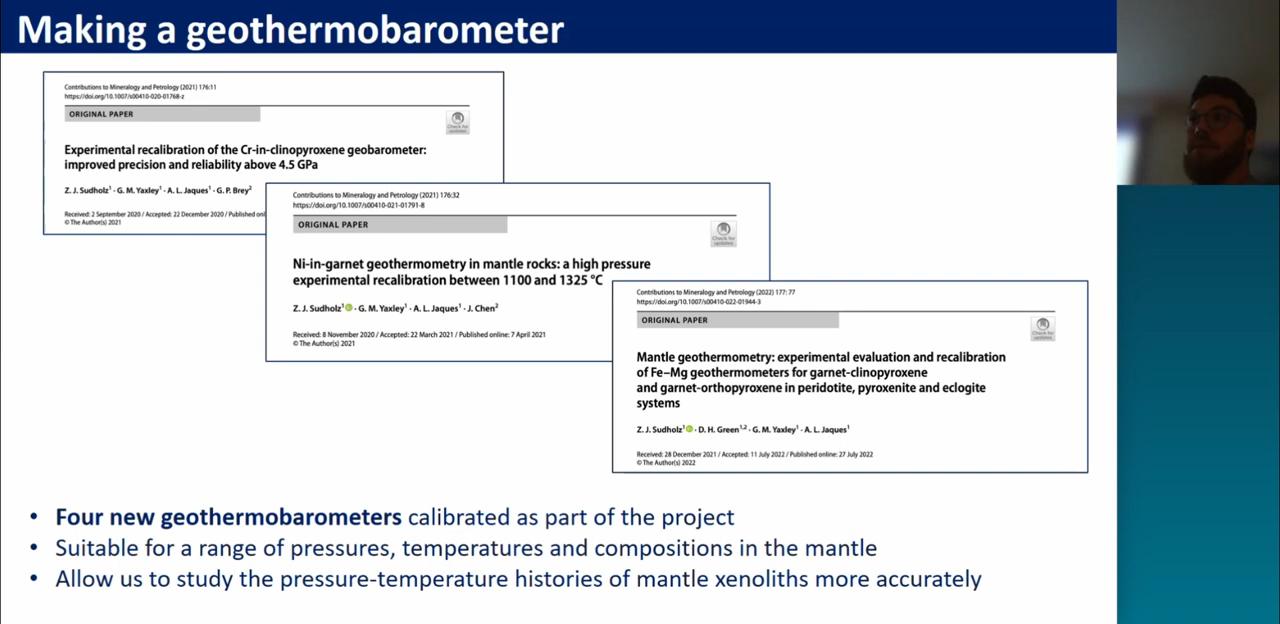 Making a geothermobarometer
Contributions to Mineralogy and Petrology (2021) 176:11
https://doi.org/10.1007/s00410-020-01768-z
ORIGINAL PAPER
Check for
updates
Experimental recalibration of the Cr-in-clinopyroxene geobarometer:
improved precision and reliability above 4.5 GPa
Z. J. Sudholz¹ · G. M. Yaxley¹ · A. L. Jaques¹ · G. P. Brey²
Received: 2 September 2020 / Accepted: 22 December 2020 / Published onl
© The Author(s) 2021
Contributions to Mineralogy and Petrology (2021) 176:32
https://doi.org/10.1007/s00410-021-01791-8
ORIGINAL PAPER
Check for
updates
Ni-in-garnet geothermometry in mantle rocks: a high pressure
experimental recalibration between 1100 and 1325 °C
Z. J. Sudholz¹ · G. M. Yaxley¹ · A. L. Jaques¹ · J. Chen²
Received: 8 November 2020 / Accepted: 22 March 2021 / Published online: 7 April 2021
© The Author(s) 2021
Contributions to Mineralogy and Petrology (2022) 177: 77
https://doi.org/10.1007/s00410-022-01944-3
ORIGINAL PAPER
Check for
updates
Mantle geothermometry: experimental evaluation and recalibration
of Fe–Mg geothermometers for garnet-clinopyroxene
and garnet-orthopyroxene in peridotite, pyroxenite and eclogite
systems
Z. J. Sudholz¹ · D. H. Green¹,² · G. M. Yaxley¹ · A. L. Jaques¹
Received: 28 December 2021 / Accepted: 11 July 2022 / Published online: 27 July 2022
© The Author(s) 2022
• Four new geothermobarometers calibrated as part of the project
• Suitable for a range of pressures, temperatures and compositions in the mantle
• Allow us to study the pressure-temperature histories of mantle xenoliths more accurately